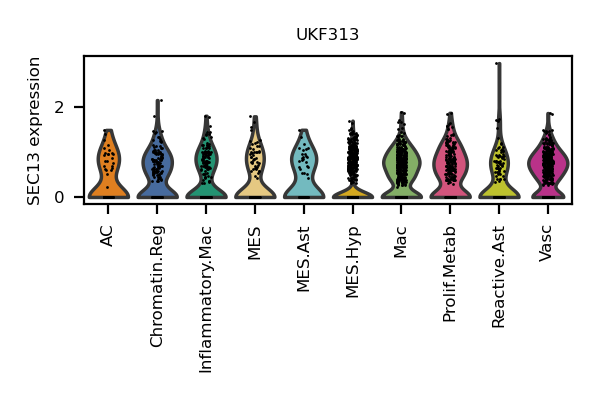 UKF313
SEC13 expression
2
0
AC
Chromatin.Reg
Inflammatory.Mac
MES
MES.Ast
MES.Hyp
Mac
Prolif.Metab
Reactive.Ast
Vasc